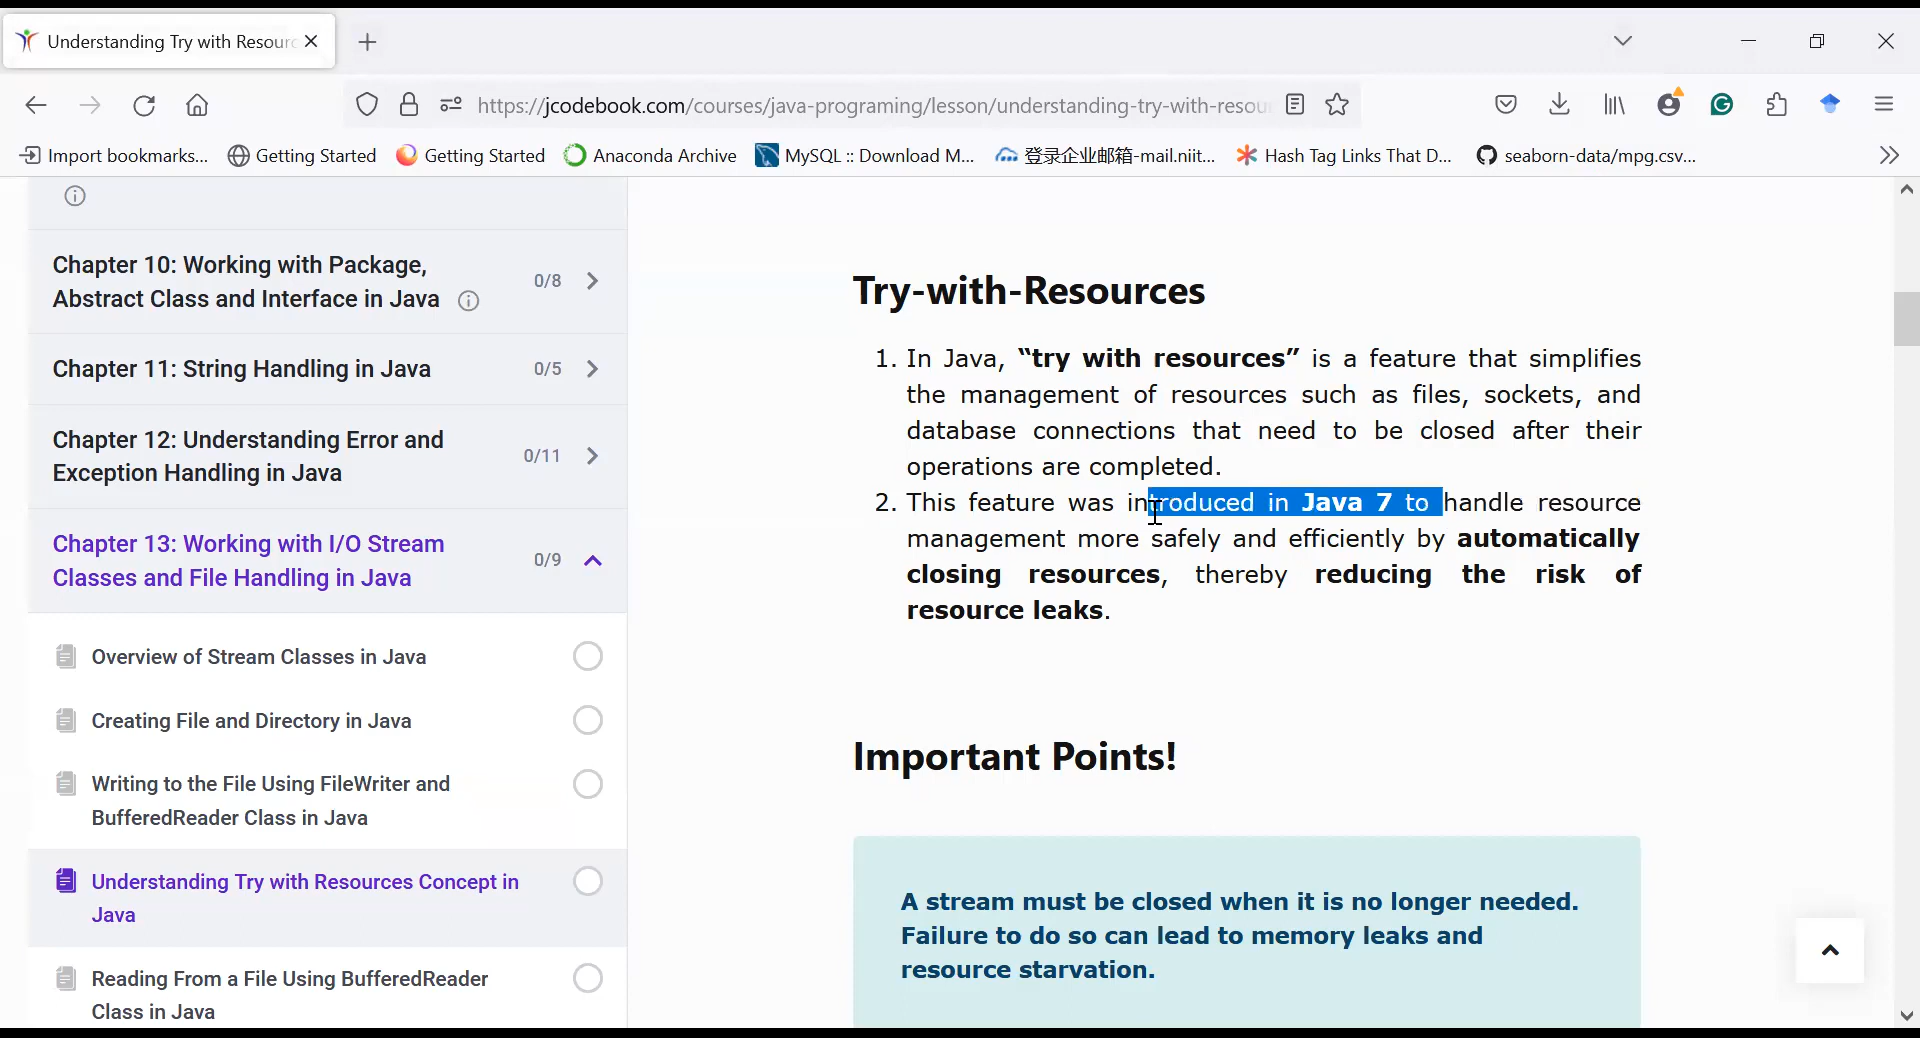 Understanding Try with Resourc
https://jcodebook.com/courses/java-programing/lesson/understanding-try-with-resou
Import bookmarks...
Getting Started
Getting Started
Anaconda Archive
MySQL :: Download M...
登录企业邮箱-mail.niit...
Hash Tag Links That D...
seaborn-data/mpg.csv...
Chapter 10: Working with Package,
Abstract Class and Interface in Java
0/8
Chapter 11: String Handling in Java
0/5
Chapter 12: Understanding Error and
Exception Handling in Java
0/11
Chapter 13: Working with I/O Stream
Classes and File Handling in Java
0/9
Overview of Stream Classes in Java
Creating File and Directory in Java
Writing to the File Using FileWriter and
BufferedReader Class in Java
Understanding Try with Resources Concept in
Java
Reading From a File Using BufferedReader
Class in Java
Try-with-Resources
1. In Java, “try with resources” is a feature that simplifies
the management of resources such as files, sockets, and
database connections that need to be closed after their
operations are completed.
2. This feature was introduced in Java 7 to handle resource
management more safely and efficiently by automatically
closing resources, thereby reducing the risk of
resource leaks.
Important Points!
A stream must be closed when it is no longer needed.
Failure to do so can lead to memory leaks and
resource starvation.